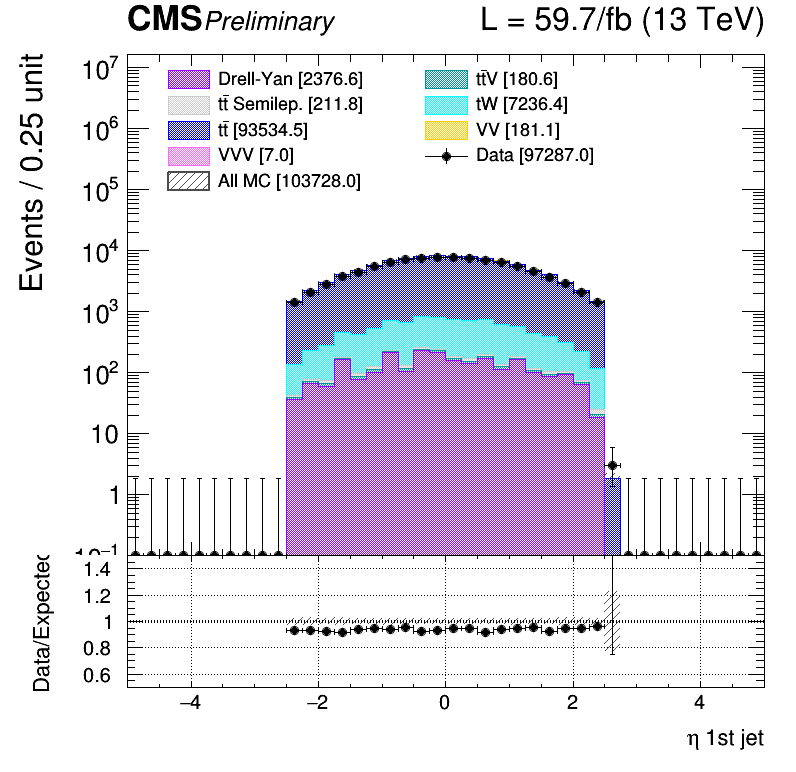 CMS Preliminary L = 59.7/fb (13 TeV)
Events / 0.25 unit
10⁷
10⁶
10⁵
10⁴
10³
10²
10
1
10⁻¹
Drell-Yan [2376.6]
tt̄ Semilep. [211.8]
tt̄ [93534.5]
VVV [7.0]
All MC [103728.0]
tt̄V [180.6]
tW [7236.4]
VV [181.1]
Data [97287.0]
Data/Expected
1.4
1.2
1
0.8
0.6
−4 −2 0 2 4
η 1st jet